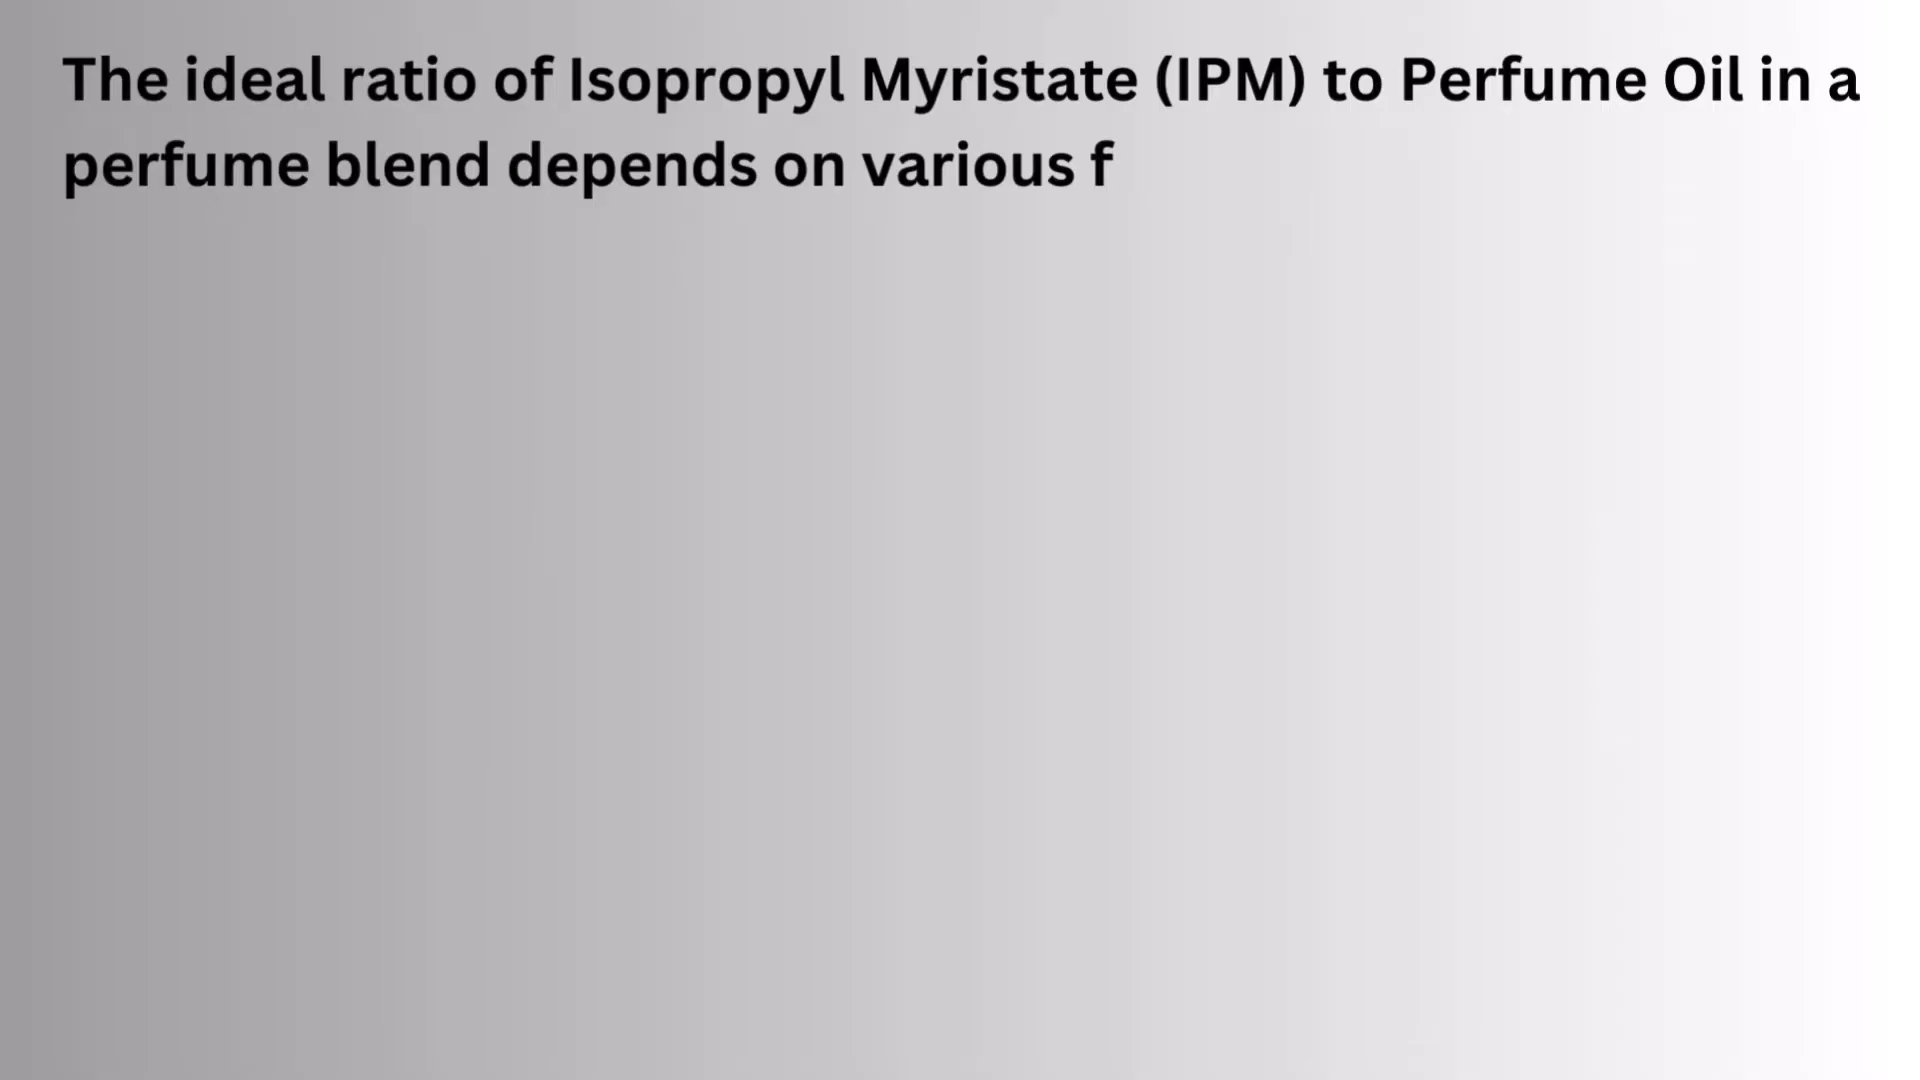 The ideal ratio of Isopropyl Myristate (IPM) to Perfume Oil in a
perfume blend depends on various f